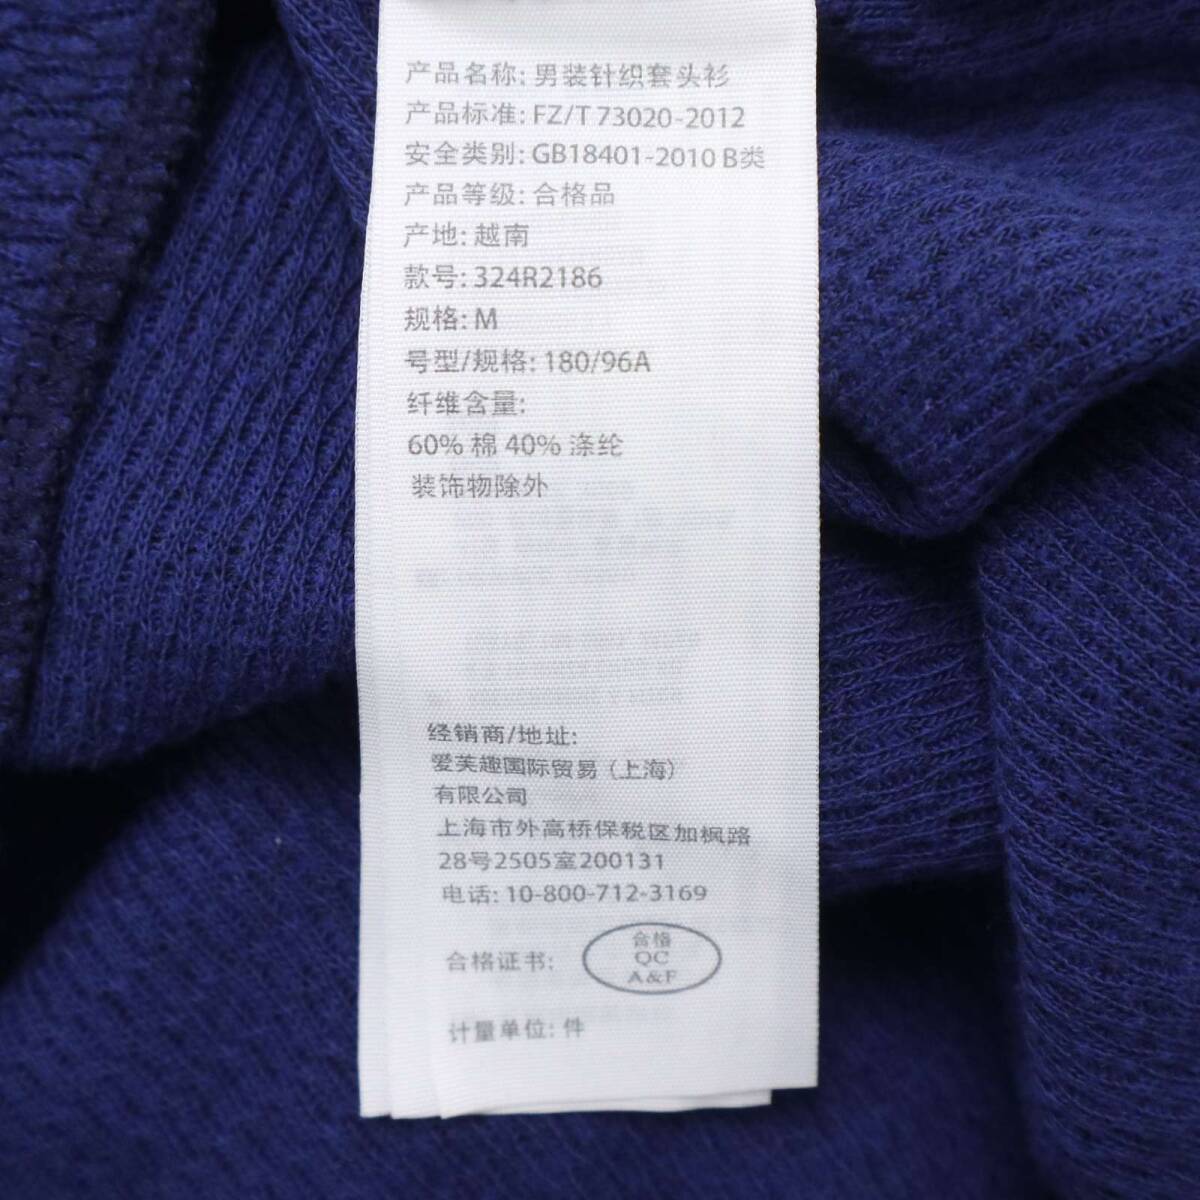 产品名称: 男装针织套头衫
产品标准: FZ/T 73020-2012
安全类别: GB18401-2010 B类
产品等级: 合格品
产地: 越南
款号: 324R2186
规格: M
号型/规格: 180/96A
纤维含量:
60% 棉 40% 涤纶
装饰物除外
经销商/地址:
爱芙趣国际贸易 (上海)
有限公司
上海市外高桥保税区加枫路
28号2505室200131
电话: 10-800-712-3169
合格证书:
合格
QC
A&F
计量单位: 件